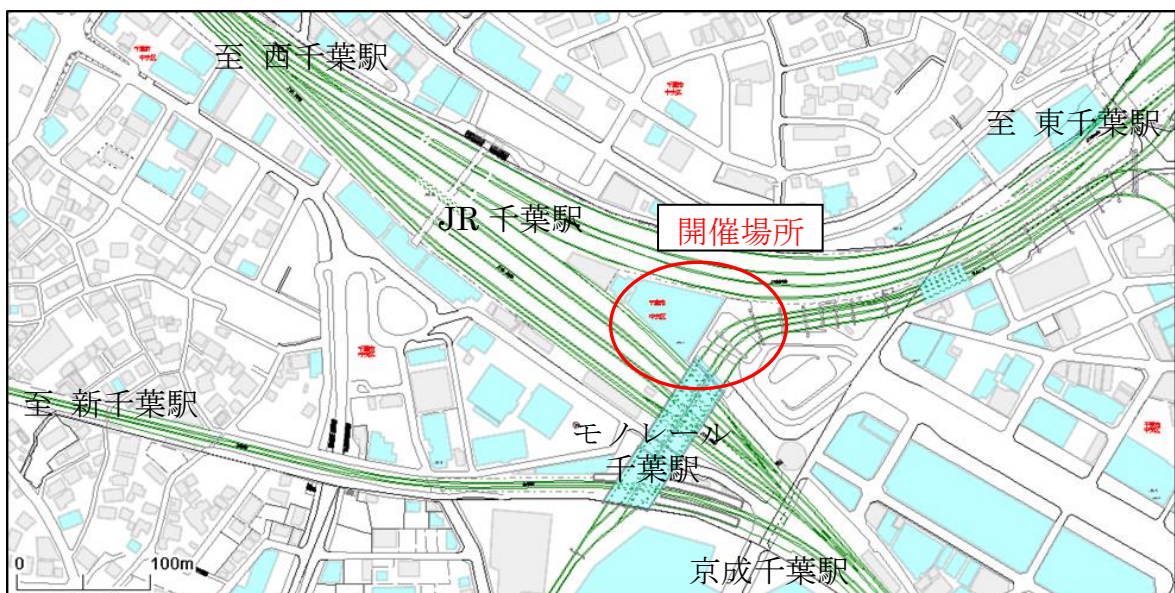 至 西千葉駅
至 東千葉駅
JR 千葉駅
開催場所
至 新千葉駅
モノレール
千葉駅
京成千葉駅
0 100m